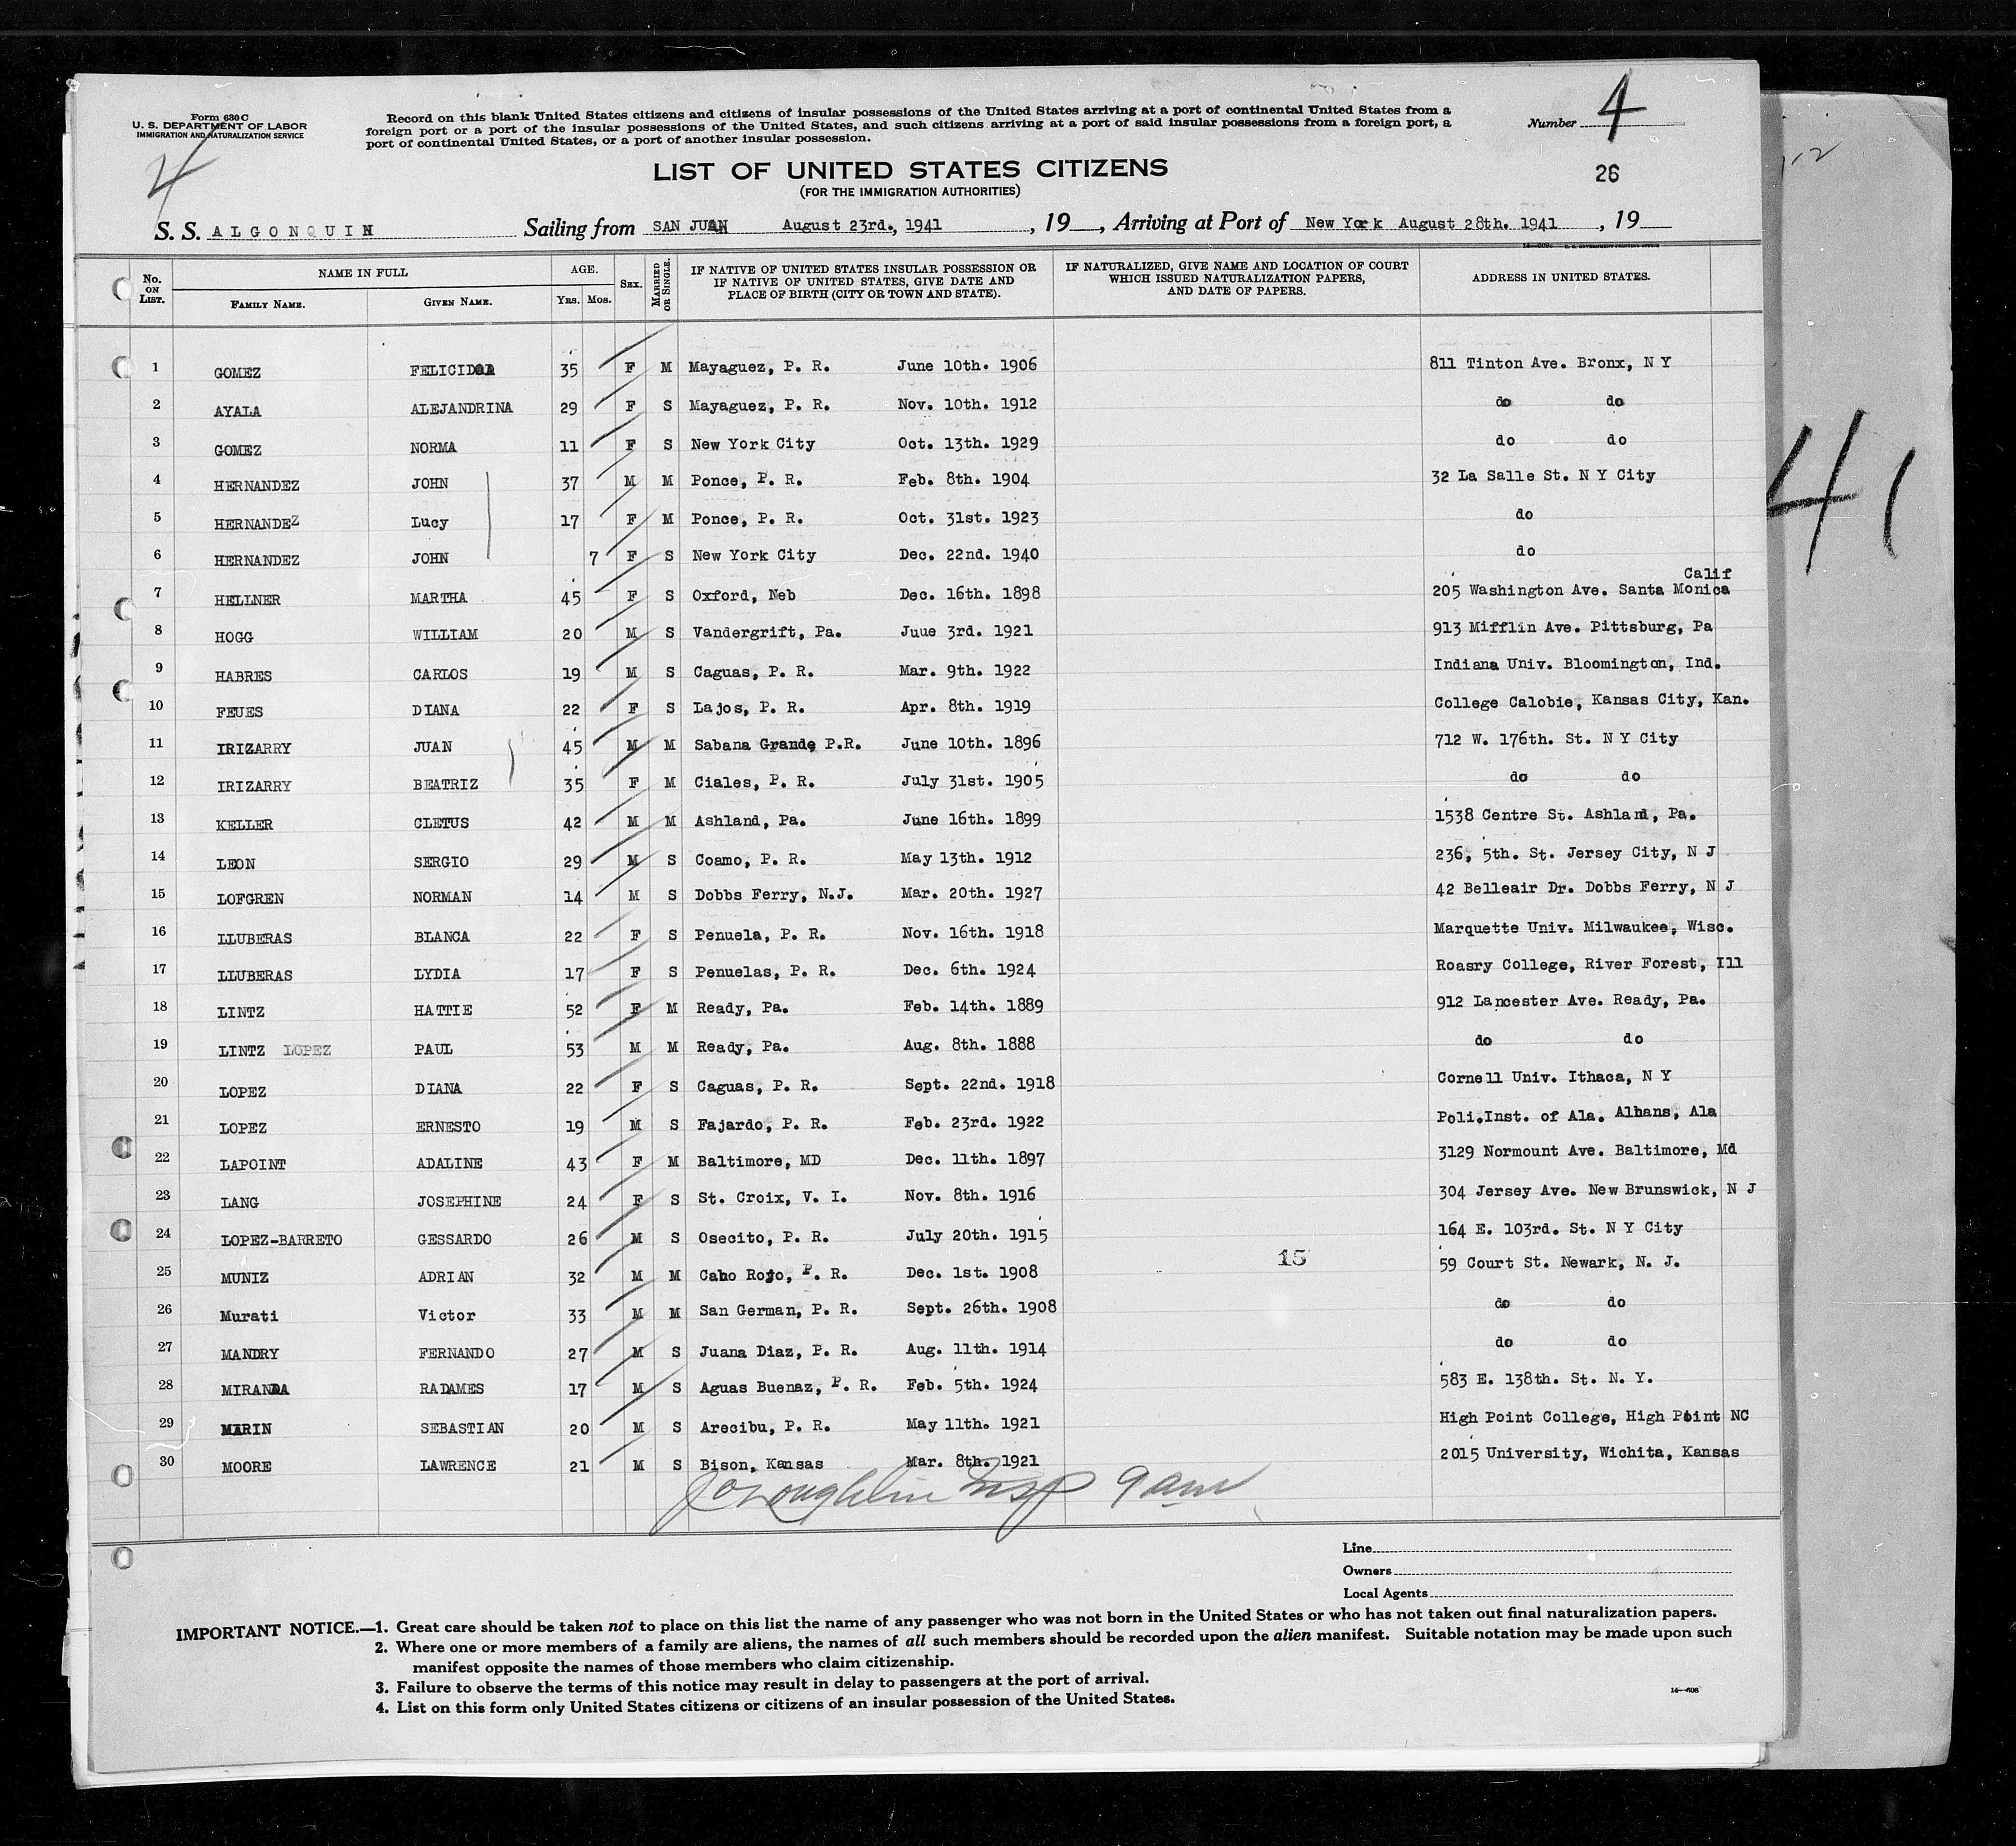 Form 630 C
U. S. DEPARTMENT OF LABOR
IMMIGRATION AND NATURALIZATION SERVICE
4
Record on this blank United States citizens and citizens of insular possessions of the United States arriving at a port of continental United States from a
foreign port or a port of the insular possessions of the United States, and such citizens arriving at a port of said insular possessions from a foreign port, a
port of continental United States, or a port of another insular possession.
Number 4
LIST OF UNITED STATES CITIZENS
(FOR THE IMMIGRATION AUTHORITIES)
26
S. S. ALGONQUIN Sailing from SAN JUAN August 23rd., 1941, 19__, Arriving at Port of New York August 28th. 1941, 19__
No. ON LIST. NAME IN FULL FAMILY NAME. GIVEN NAME. AGE. Yrs. Mos. SEX. MARRIED OR SINGLE. IF NATIVE OF UNITED STATES INSULAR POSSESSION OR IF NATIVE OF UNITED STATES, GIVE DATE AND PLACE OF BIRTH (CITY OR TOWN AND STATE). IF NATURALIZED, GIVE NAME AND LOCATION OF COURT WHICH ISSUED NATURALIZATION PAPERS, AND DATE OF PAPERS. ADDRESS IN UNITED STATES.
1 GOMEZ 35 F M Mayaguez, P. R. June 10th. 1906 811 Tinton Ave. Bronx, N Y
2 AYALA ALEJANDRINA 29 F S Mayaguez, P. R. Nov. 10th. 1912 do do
3 GOMEZ NORMA 11 F S New York City Oct. 13th. 1929 do do
4 HERNANDEZ JOHN 37 M M Ponce, P. R. Feb. 8th. 1904 32 La Salle St. N Y City
5 HERNANDEZ Lucy 17 F M Ponce, P. R. Oct. 31st. 1923 do
6 HERNANDEZ JOHN 7 F S New York City Dec. 22nd. 1940 do
7 HELLNER MARTHA 45 F S Oxford, Neb Dec. 16th. 1898 205 Washington Ave. Santa Monica Calif
8 HOGG WILLIAM 20 M S Vandergrift, Pa. Juue 3rd. 1921 913 Mifflin Ave. Pittsburg, Pa
9 HABRES CARLOS 19 M S Caguas, P. R. Mar. 9th. 1922 Indiana Univ. Bloomington, Ind.
10 FEUES DIANA 22 F S Lajos, P. R. Apr. 8th. 1919 College Calobie, Kansas City, Kan.
11 IRIZARRY JUAN 45 M M Sabana Grande P.R. June 10th. 1896 712 W. 176th. St. N Y City
12 IRIZARRY BEATRIZ 35 F M Ciales, P. R. July 31st. 1905 do do
13 KELLER CLETUS 42 M M Ashland, Pa. June 16th. 1899 1538 Centre St. Ashland, Pa.
14 LEON SERGIO 29 M S Coamo, P. R. May 13th. 1912 236, 5th. St. Jersey City, N J
15 LOFGREN NORMAN 14 M S Dobbs Ferry, N.J. Mar. 20th. 1927 42 Belleair Dr. Dobbs Ferry, N J
16 LLUBERAS BLANCA 22 F S Penuela, P. R. Nov. 16th. 1918 Marquette Univ. Milwaukee, Wisc.
17 LLUBERAS LYDIA 17 F S Penuelas, P. R. Dec. 6th. 1924 Roasry College, River Forest, Ill
18 LINTZ HATTIE 52 F M Ready, Pa. Feb. 14th. 1889 912 Lancester Ave. Ready, Pa.
19 LINTZ LOPEZ PAUL 53 M M Ready, Pa. Aug. 8th. 1888 do do
20 LOPEZ DIANA 22 F S Caguas, P. R. Sept. 22nd. 1918 Cornell Univ. Ithaca, N Y
21 LOPEZ ERNESTO 19 M S Fajardo, P. R. Feb. 23rd. 1922 Poli.Inst. of Ala. Albans, Ala
22 LAPOINT ADALINE 43 F M Baltimore, MD Dec. 11th. 1897 3129 Normount Ave. Baltimore, Md
23 LANG JOSEPHINE 24 F S St. Croix, V. I. Nov. 8th. 1916 304 Jersey Ave. New Brunswick, N J
24 LOPEZ-BARRETO GESSARDO 26 M S Osecito, P. R. July 20th. 1915 164 E. 103rd. St. N Y City
25 MUNIZ ADRIAN 32 M M Cabo Rojo, P. R. Dec. 1st. 1908 15 59 Court St. Newark, N. J.
26 Murati Victor 33 M M San German, P. R. Sept. 26th. 1908 do do
27 MANDRY FERNANDO 27 M S Juana Diaz, P. R. Aug. 11th. 1914 do do
28 MIRANDA RADAMES 17 M S Aguas Buenaz, P. R. Feb. 5th. 1924 583 E. 138th. St. N. Y.
29 MARIN SEBASTIAN 20 M S Arecibu, P. R. May 11th. 1921 High Point College, High Point NC
30 MOORE LAWRENCE 21 M S Bison, Kansas Mar. 8th. 1921 2015 University, Wichita, Kansas
Insp 9 am
Line
Owners
Local Agents
IMPORTANT NOTICE.—1. Great care should be taken not to place on this list the name of any passenger who was not born in the United States or who has not taken out final naturalization papers.
2. Where one or more members of a family are aliens, the names of all such members should be recorded upon the alien manifest. Suitable notation may be made upon such
manifest opposite the names of those members who claim citizenship.
3. Failure to observe the terms of this notice may result in delay to passengers at the port of arrival.
4. List on this form only United States citizens or citizens of an insular possession of the United States.
41